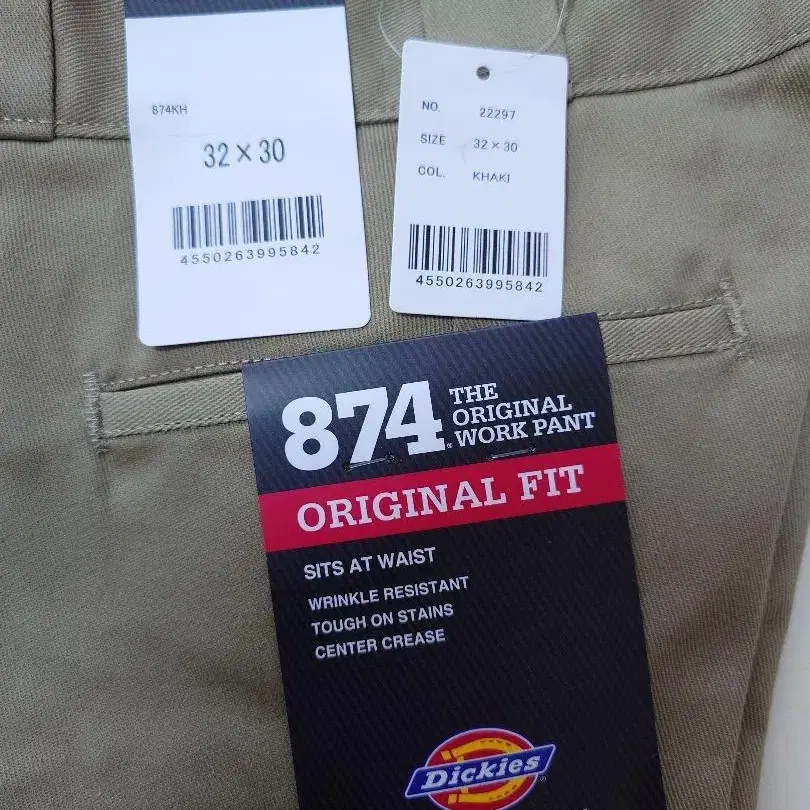 874KH
32×30
4550263995842
NO. 22297
SIZE 32×30
COL. KHAKI
4550263995842
874® THE
ORIGINAL
WORK PANT
ORIGINAL FIT
SITS AT WAIST
WRINKLE RESISTANT
TOUGH ON STAINS
CENTER CREASE
Dickies